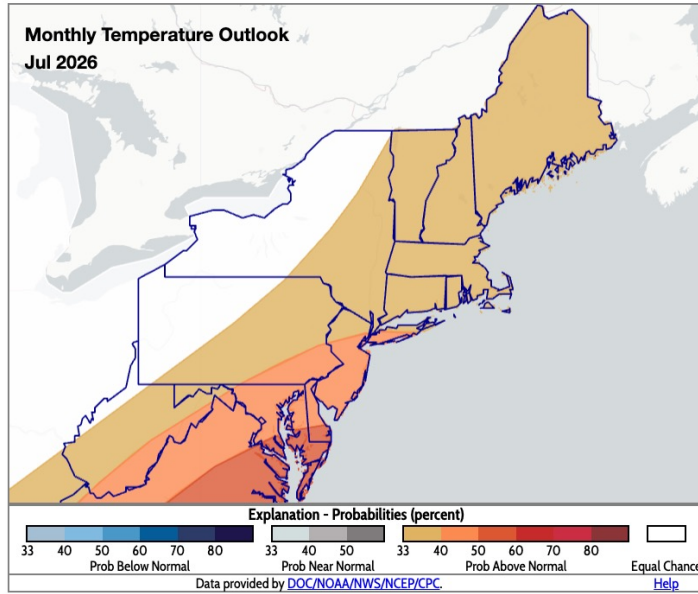 Monthly Temperature Outlook
Jul 2026
Explanation - Probabilities (percent)
33 40 50 60 70 80 33 40 50 33 40 50 60 70 80
Prob Below Normal Prob Near Normal Prob Above Normal Equal Chance
Data provided by DOC/NOAA/NWS/NCEP/CPC. Help